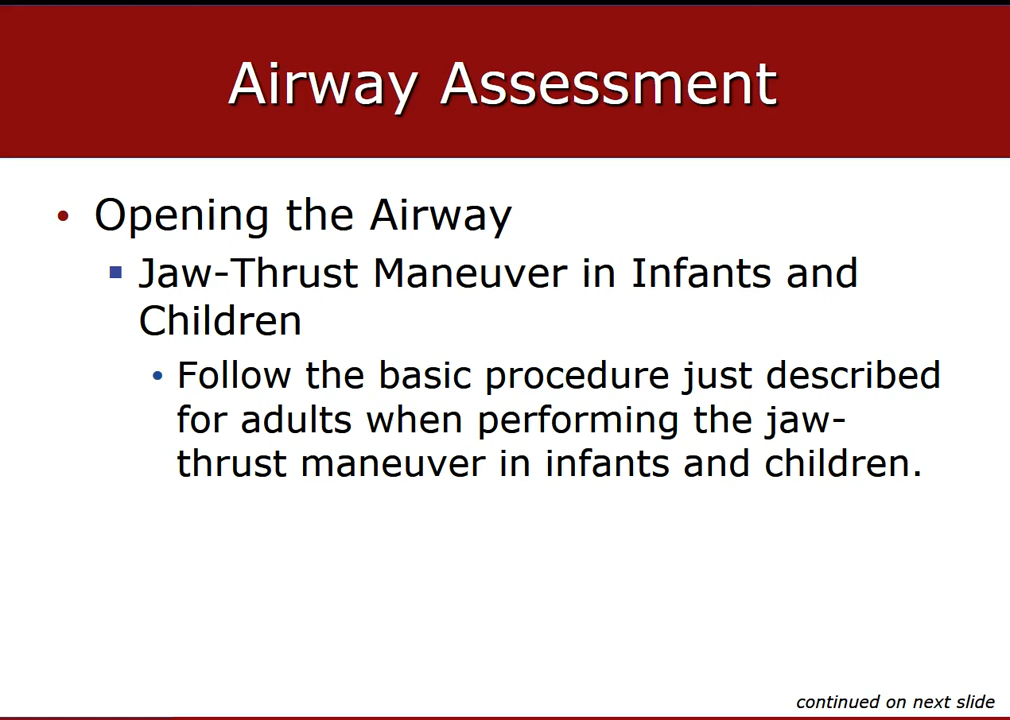 Airway Assessment
• Opening the Airway
▪ Jaw-Thrust Maneuver in Infants and
Children
• Follow the basic procedure just described
for adults when performing the jaw-
thrust maneuver in infants and children.
continued on next slide